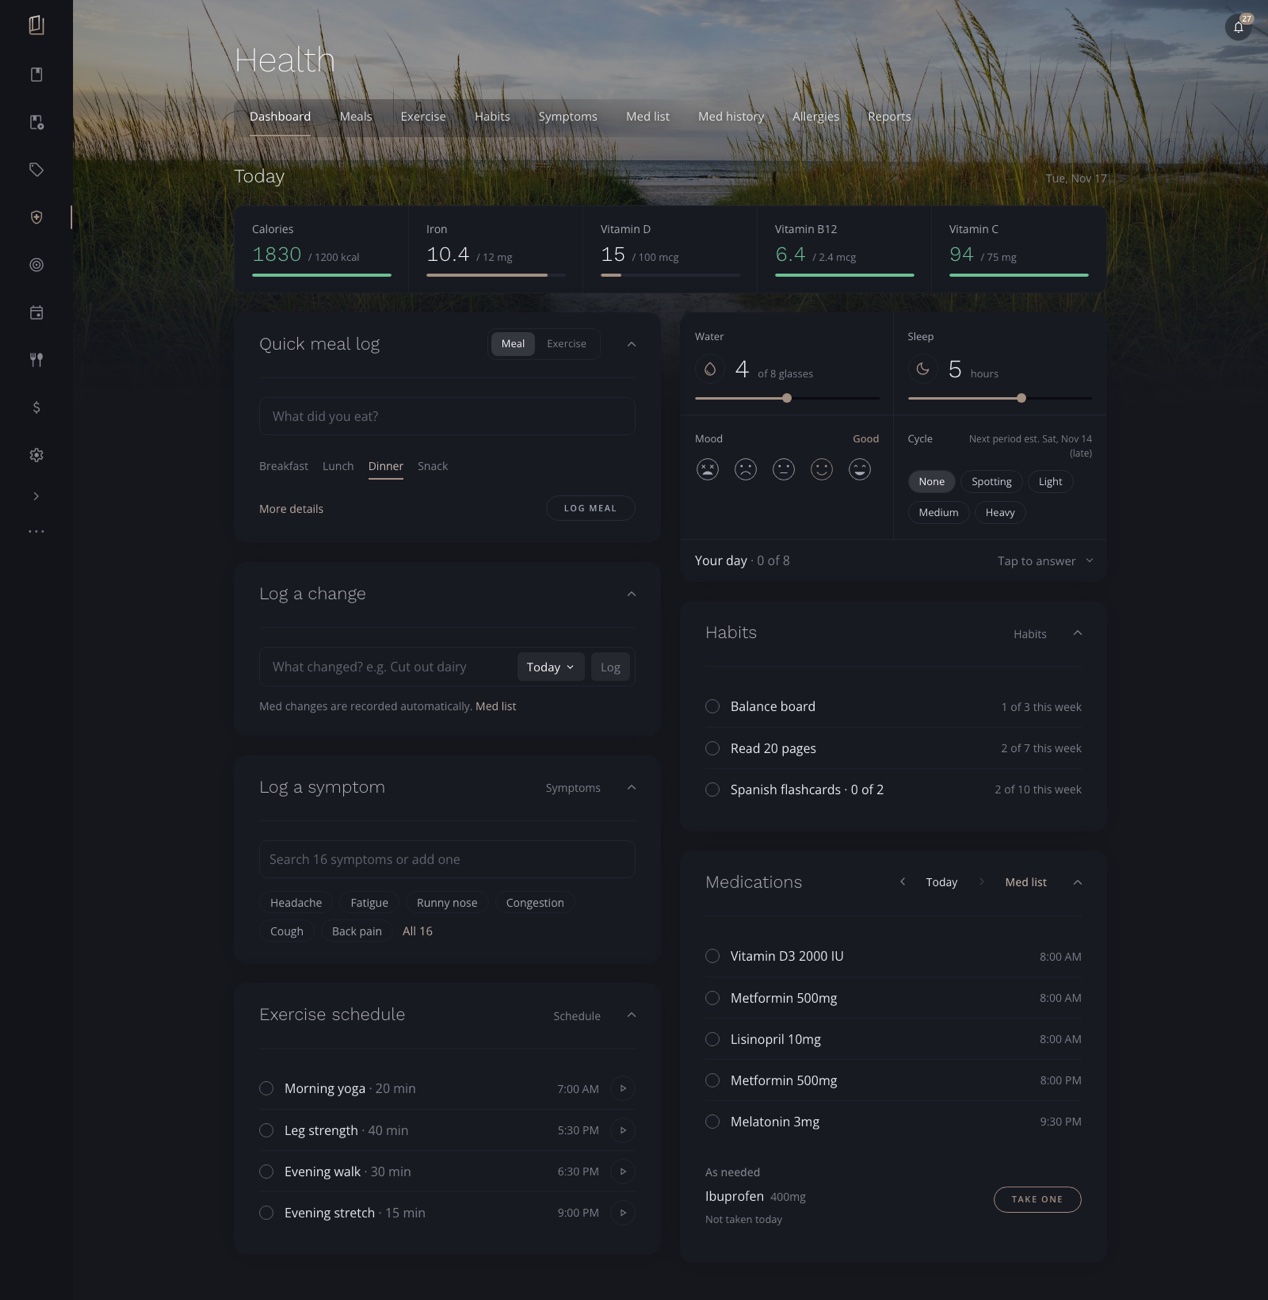 27
Health
Dashboard Meals Exercise Habits Symptoms Med list Med history Allergies Reports
Today
Tue, Nov 17
Calories
1830 / 1200 kcal
Iron
10.4 / 12 mg
Vitamin D
15 / 100 mcg
Vitamin B12
6.4 / 2.4 mcg
Vitamin C
94 / 75 mg
Quick meal log
Meal Exercise
What did you eat?
Breakfast Lunch Dinner Snack
More details
LOG MEAL
Log a change
What changed? e.g. Cut out dairy
Today
Log
Med changes are recorded automatically. Med list
Log a symptom
Symptoms
Search 16 symptoms or add one
Headache Fatigue Runny nose Congestion
Cough Back pain All 16
Exercise schedule
Schedule
Morning yoga · 20 min 7:00 AM
Leg strength · 40 min 5:30 PM
Evening walk · 30 min 6:30 PM
Evening stretch · 15 min 9:00 PM
Water
4 of 8 glasses
Sleep
5 hours
Mood
Good
Cycle
Next period est. Sat, Nov 14
(late)
None Spotting Light
Medium Heavy
Your day · 0 of 8
Tap to answer
Habits
Habits
Balance board 1 of 3 this week
Read 20 pages 2 of 7 this week
Spanish flashcards · 0 of 2 2 of 10 this week
Medications
Today
Med list
Vitamin D3 2000 IU 8:00 AM
Metformin 500mg 8:00 AM
Lisinopril 10mg 8:00 AM
Metformin 500mg 8:00 PM
Melatonin 3mg 9:30 PM
As needed
Ibuprofen 400mg
Not taken today
TAKE ONE